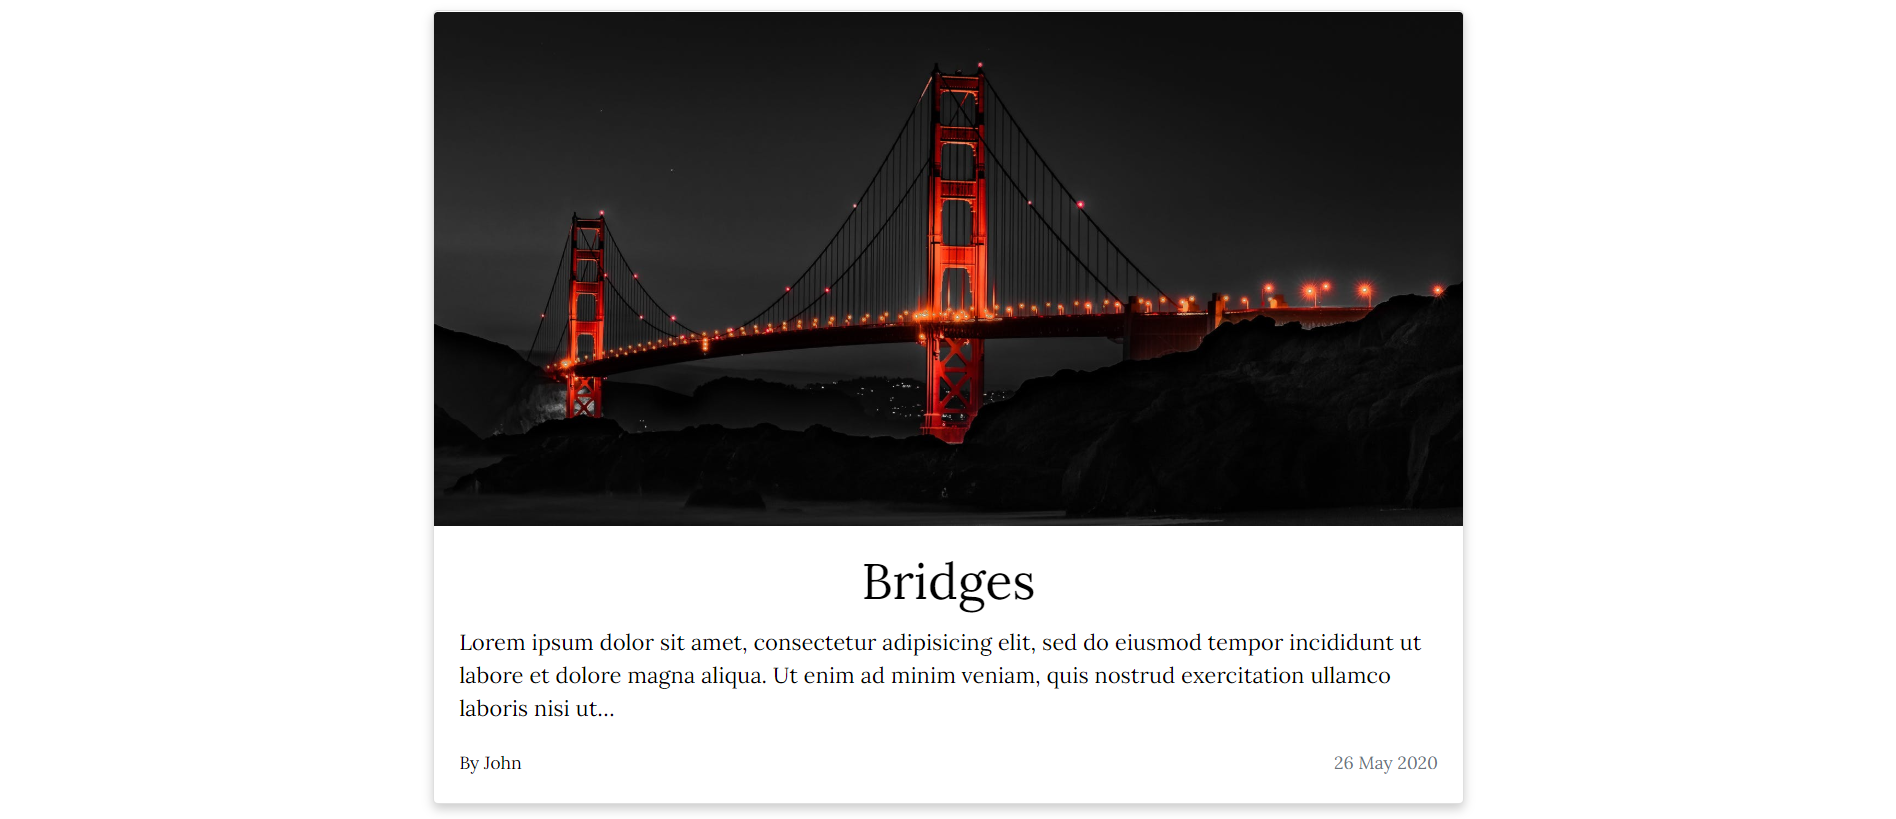 Bridges
Lorem ipsum dolor sit amet, consectetur adipisicing elit, sed do eiusmod tempor incididunt ut
labore et dolore magna aliqua. Ut enim ad minim veniam, quis nostrud exercitation ullamco
laboris nisi ut...
By John
26 May 2020